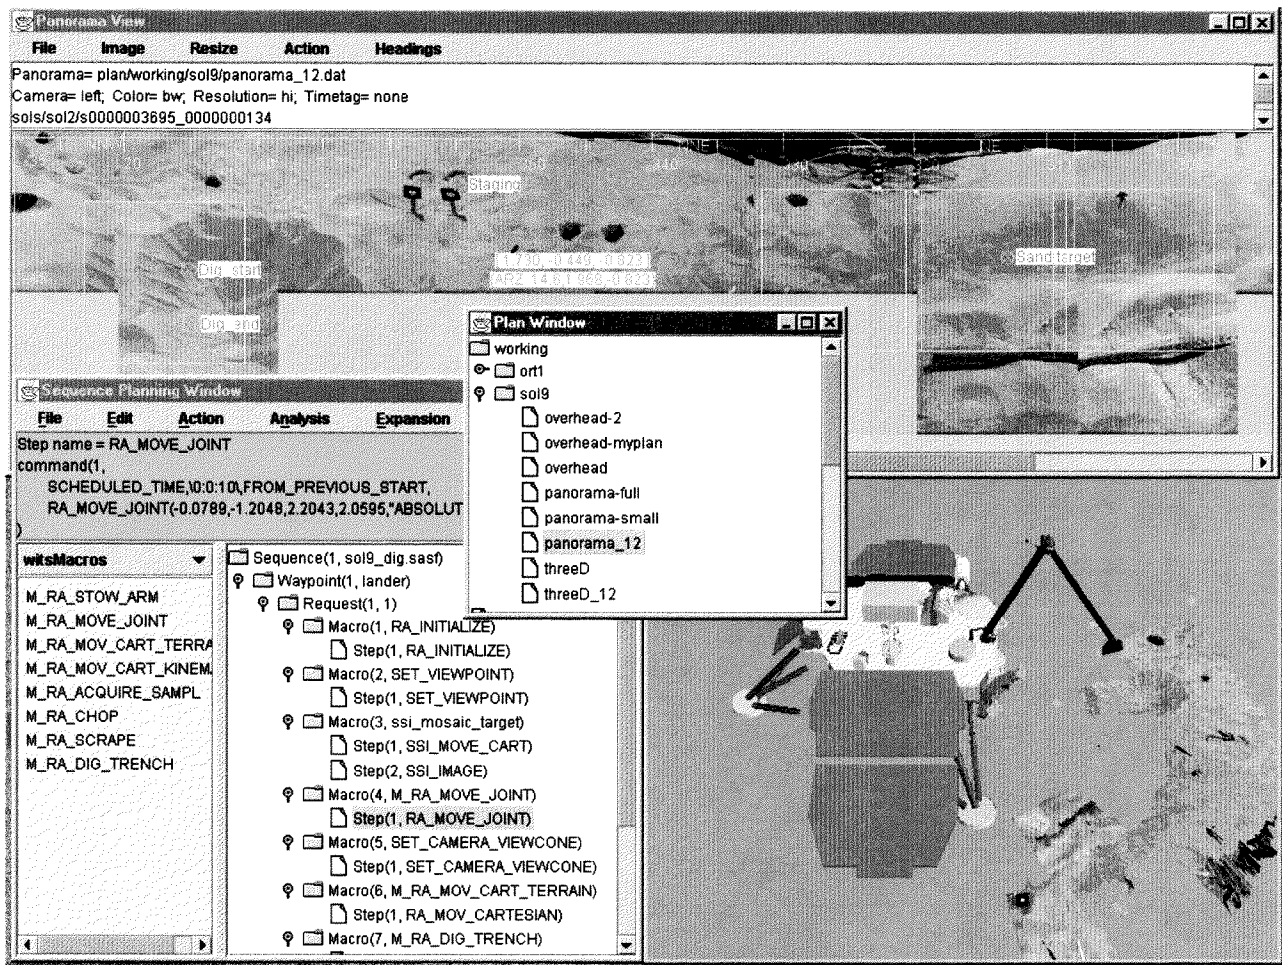 Panorama View
File Image Resize Action Headings
Panorama= plan/working/sol9/panorama_12.dat
Camera= left; Color= bw; Resolution= hi; Timetag= none
sols/sol2/s0000003695_0000000134
Staging
Dig_start
Sand target
Dig_end
Plan Window
working
ort1
sol9
overhead-2
overhead-myplan
overhead
panorama-full
panorama-small
panorama_12
threeD
threeD_12
Sequence Planning Window
File Edit Action Analysis Expansion
Step name = RA_MOVE_JOINT
command(1,
SCHEDULED_TIME,\0:0:10\,FROM_PREVIOUS_START,
RA_MOVE_JOINT(-0.0789,-1.2048,2.2043,2.0595,"ABSOLUT
)
witsMacros
M_RA_STOW_ARM
M_RA_MOVE_JOINT
M_RA_MOV_CART_TERRA
M_RA_MOV_CART_KINEM
M_RA_ACQUIRE_SAMPL
M_RA_CHOP
M_RA_SCRAPE
M_RA_DIG_TRENCH
Sequence(1, sol9_dig.sasf)
Waypoint(1, lander)
Request(1, 1)
Macro(1, RA_INITIALIZE)
Step(1, RA_INITIALIZE)
Macro(2, SET_VIEWPOINT)
Step(1, SET_VIEWPOINT)
Macro(3, ssi_mosaic_target)
Step(1, SSI_MOVE_CART)
Step(2, SSI_IMAGE)
Macro(4, M_RA_MOVE_JOINT)
Step(1, RA_MOVE_JOINT)
Macro(5, SET_CAMERA_VIEWCONE)
Step(1, SET_CAMERA_VIEWCONE)
Macro(6, M_RA_MOV_CART_TERRAIN)
Step(1, RA_MOV_CARTESIAN)
Macro(7, M_RA_DIG_TRENCH)